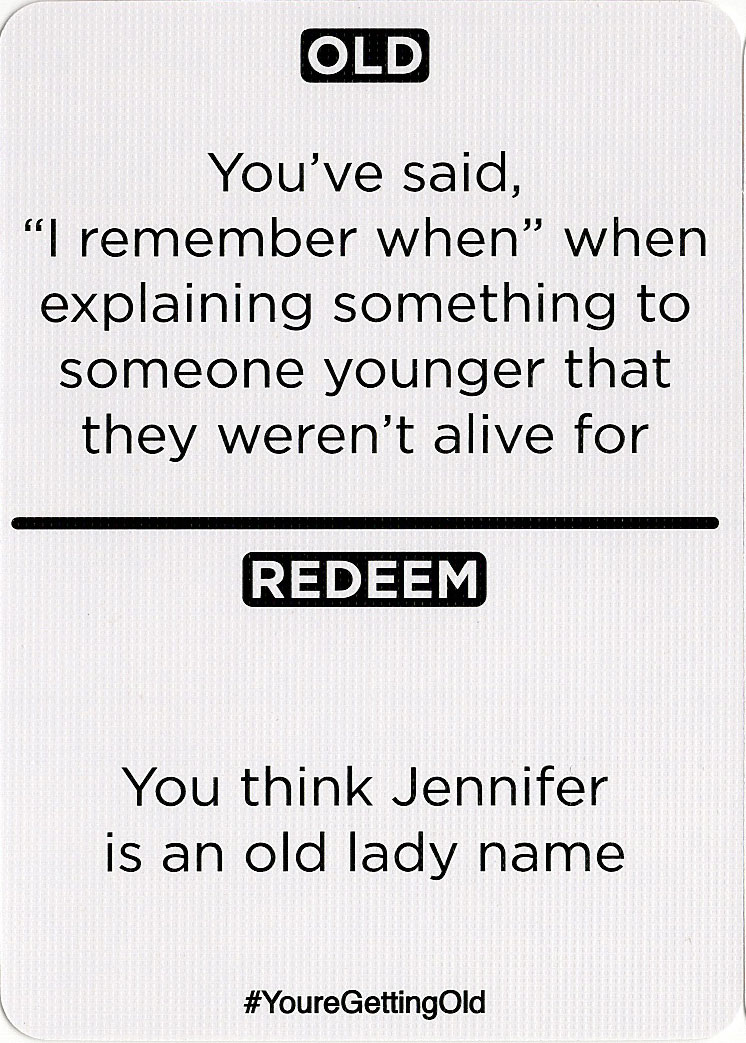 OLD
You’ve said,
“I remember when” when
explaining something to
someone younger that
they weren’t alive for
REDEEM
You think Jennifer
is an old lady name
#YoureGettingOld